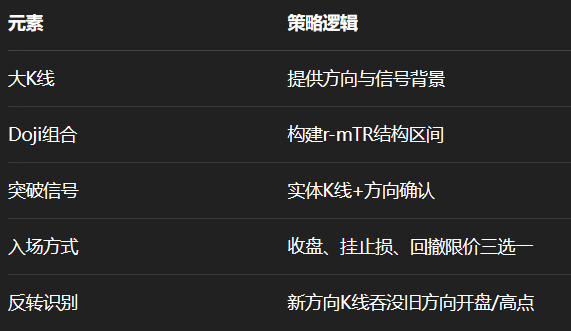 元素 策略逻辑
大K线 提供方向与信号背景
Doji组合 构建r-mTR结构区间
突破信号 实体K线+方向确认
入场方式 收盘、挂止损、回撤限价三选一
反转识别 新方向K线吞没旧方向开盘/高点